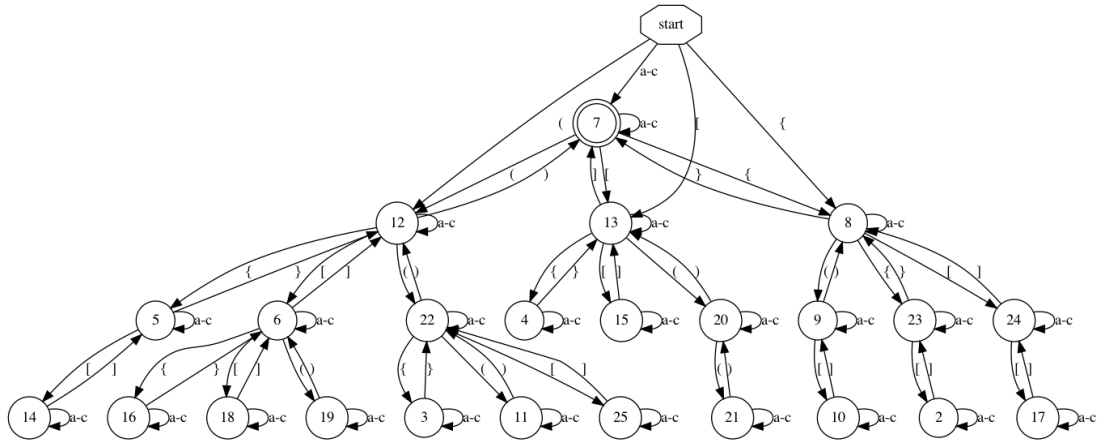 start
a-c
( 7 a-c [ {
( ) ] [ } {
12 a-c 13 a-c 8 a-c
{ } [ ] ( ) { } [ ] ( ) ( ) { } [ ]
5 a-c 6 a-c 22 a-c 4 a-c 15 a-c 20 a-c 9 a-c 23 a-c 24 a-c
[ ] { } [ ] ( ) { } ( ) [ ] ( ) [ ] [ ] [ ]
14 a-c 16 a-c 18 a-c 19 a-c 3 a-c 11 a-c 25 a-c 21 a-c 10 a-c 2 a-c 17 a-c